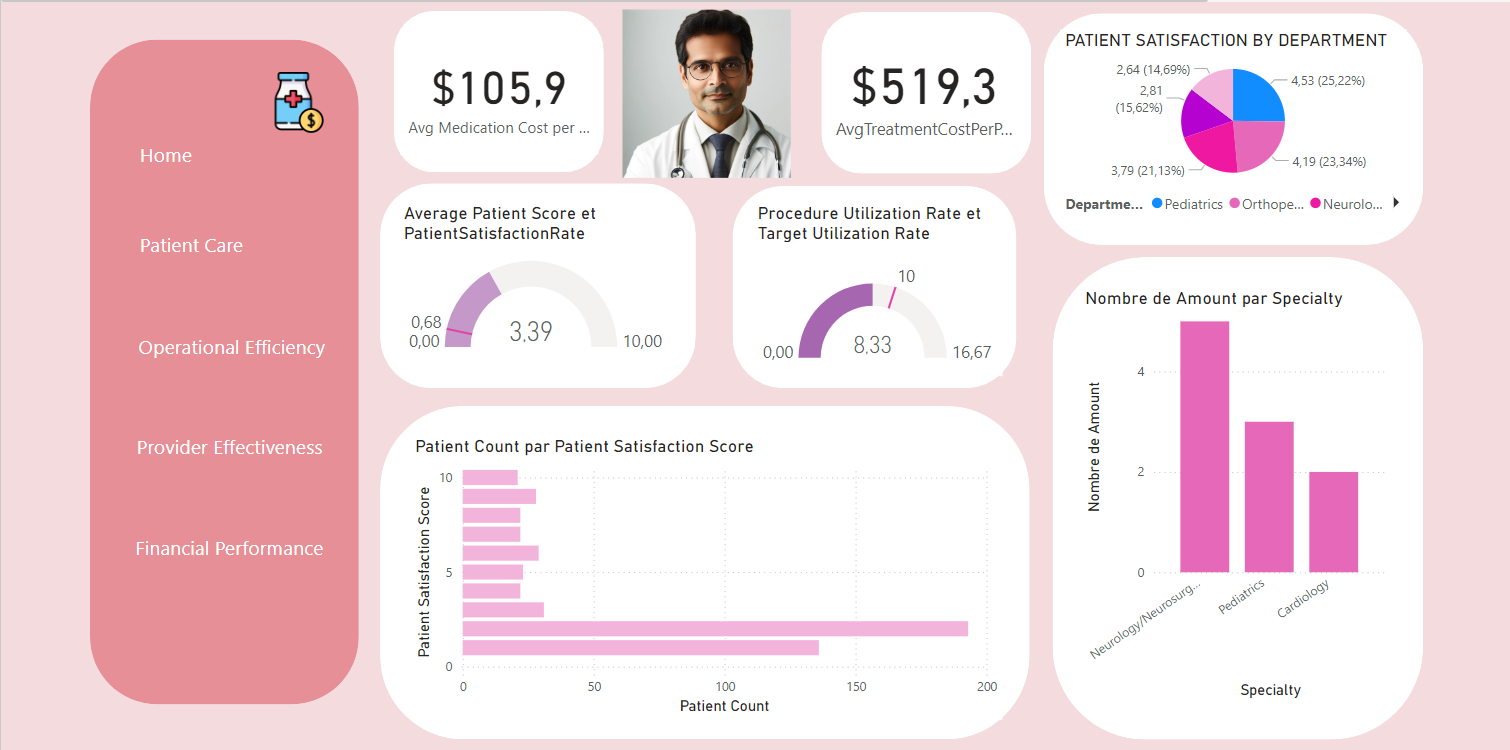 Home
Patient Care
Operational Efficiency
Provider Effectiveness
Financial Performance
$105,9
Avg Medication Cost per ...
$519,3
AvgTreatmentCostPerP...
PATIENT SATISFACTION BY DEPARTMENT
2,64 (14,69%)
4,53 (25,22%)
2,81
(15,62%)
4,19 (23,34%)
3,79 (21,13%)
Departme...
Pediatrics
Orthope...
Neurolo...
Average Patient Score et
PatientSatisfactionRate
0,68
0,00
3,39
10,00
Procedure Utilization Rate et
Target Utilization Rate
10
0,00
8,33
16,67
Patient Count par Patient Satisfaction Score
Patient Satisfaction Score
10
5
0
0
50
100
150
200
Patient Count
Nombre de Amount par Specialty
Nombre de Amount
4
2
0
Neurology/Neurosurg...
Pediatrics
Cardiology
Specialty
$